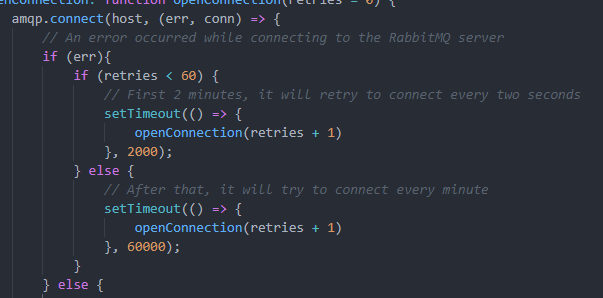 openConnection: function openConnection(retries = 0) {
amqp.connect(host, (err, conn) => {
// An error occurred while connecting to the RabbitMQ server
if (err){
if (retries < 60) {
// First 2 minutes, it will retry to connect every two seconds
setTimeout(() => {
openConnection(retries + 1)
}, 2000);
} else {
// After that, it will try to connect every minute
setTimeout(() => {
openConnection(retries + 1)
}, 60000);
}
} else {